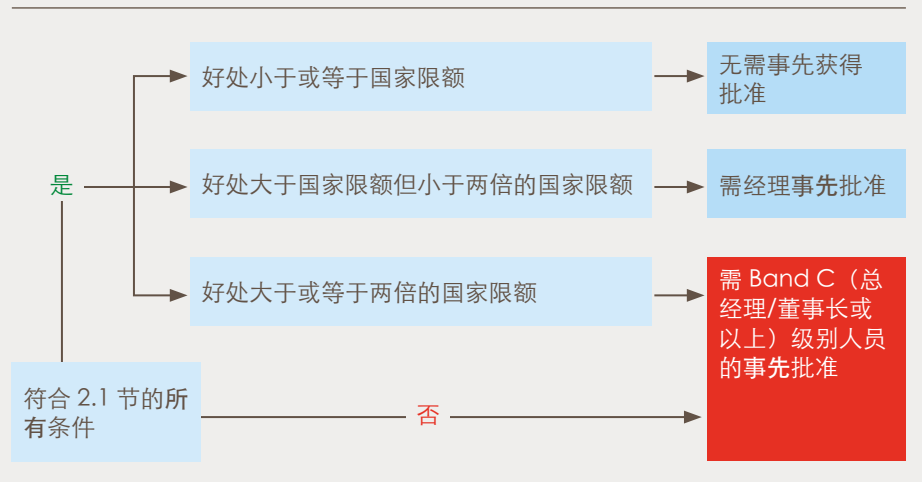 好处小于或等于国家限额
无需事先获得
批准
是
好处大于国家限额但小于两倍的国家限额
需经理事先批准
好处大于或等于两倍的国家限额
需 Band C（总
经理/董事长或
以上）级别人员
的事先批准
符合 2.1 节的所
有条件
否